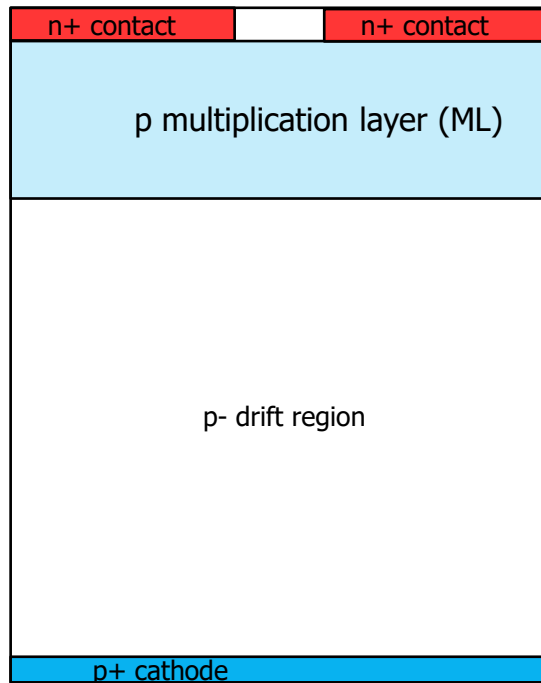 n+ contact
n+ contact
p multiplication layer (ML)
p- drift region
p+ cathode